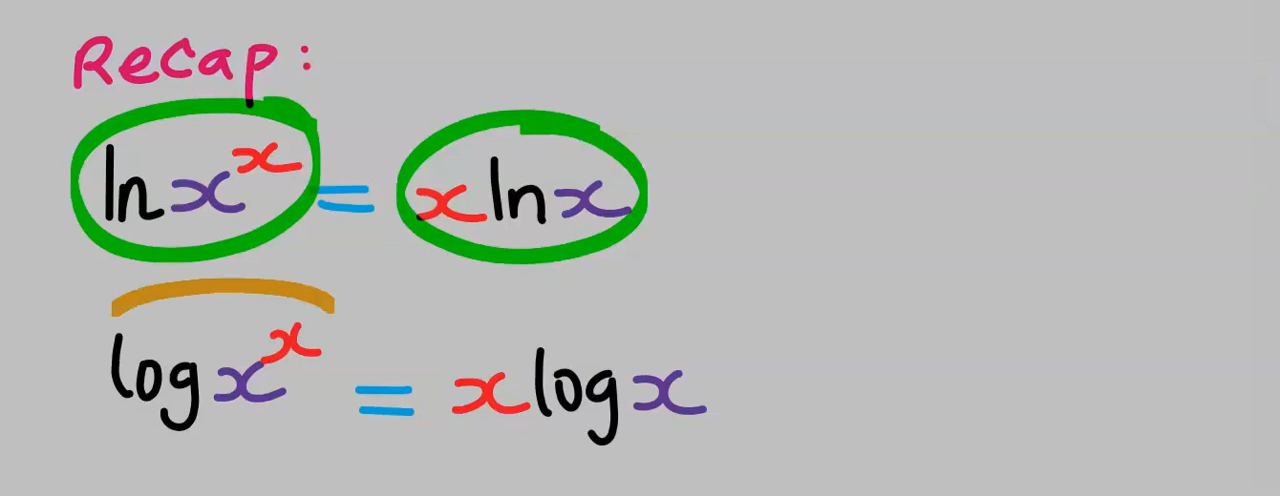 Recap:
ln x^x = x ln x
log x^x = x log x